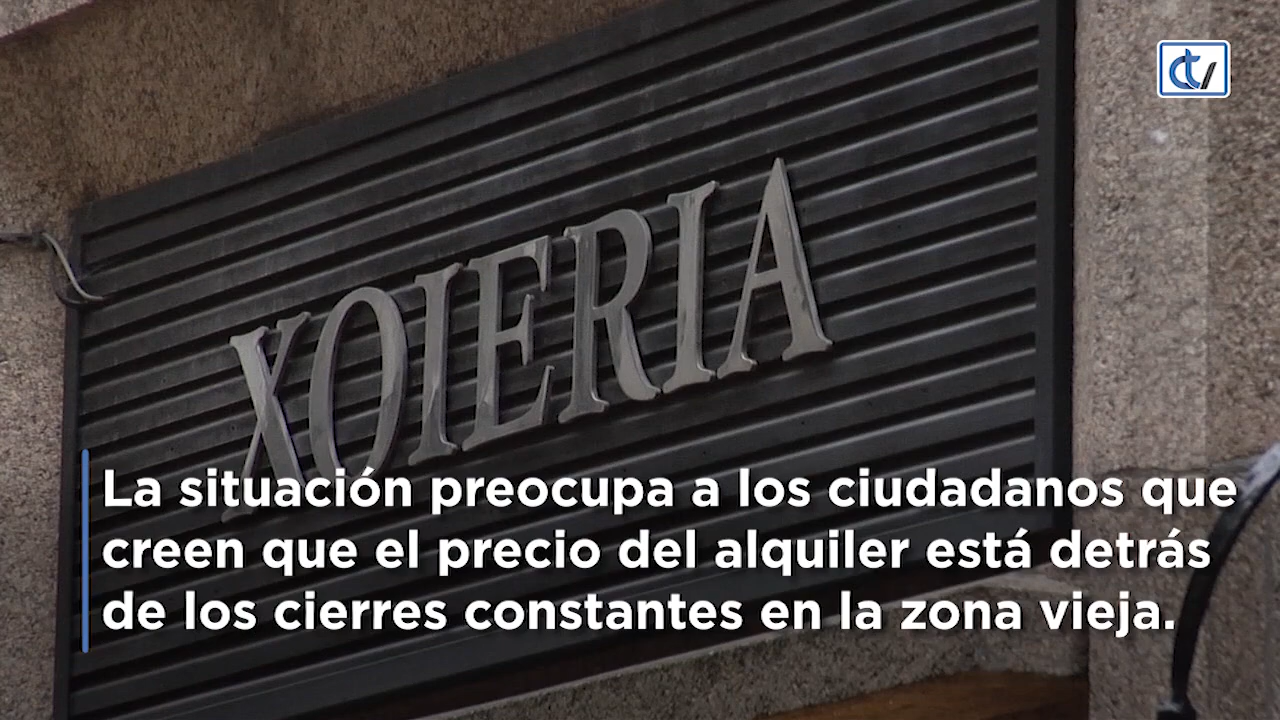 XOIERIA
La situación preocupa a los ciudadanos que
creen que el precio del alquiler está detrás
de los cierres constantes en la zona vieja.